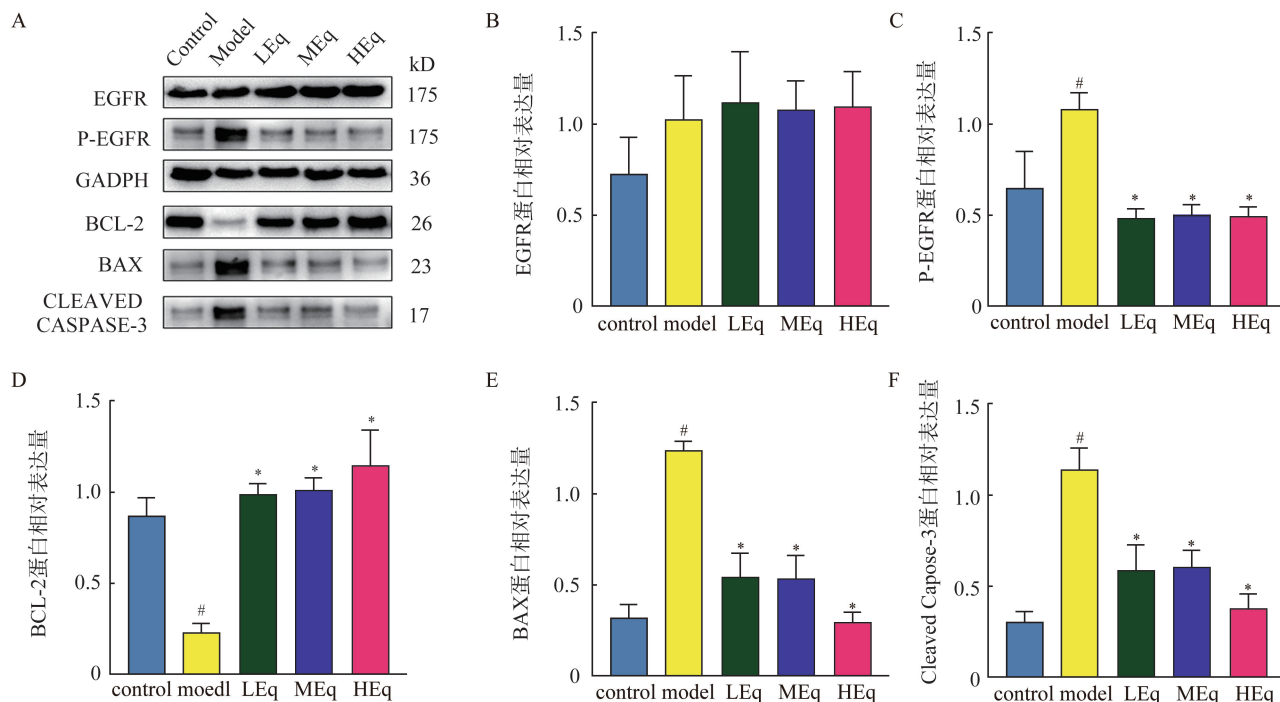 A
Control Model LEq MEq HEq
kD
EGFR 175
P-EGFR 175
GADPH 36
BCL-2 26
BAX 23
CLEAVED
CASPASE-3 17
B
EGFR蛋白相对表达量
1.5
1.0
0.5
0
control model LEq MEq HEq
C
P-EGFR蛋白相对表达量
1.5
1.0
0.5
0
#
* * *
control model LEq MEq HEq
D
BCL-2蛋白相对表达量
1.5
1.0
0.5
0
#
* * *
control moedl LEq MEq HEq
E
BAX蛋白相对表达量
1.5
1.0
0.5
0
#
* * *
control model LEq MEq HEq
F
Cleaved Capose-3蛋白相对表达量
1.5
1.0
0.5
0
#
* * *
control model LEq MEq HEq